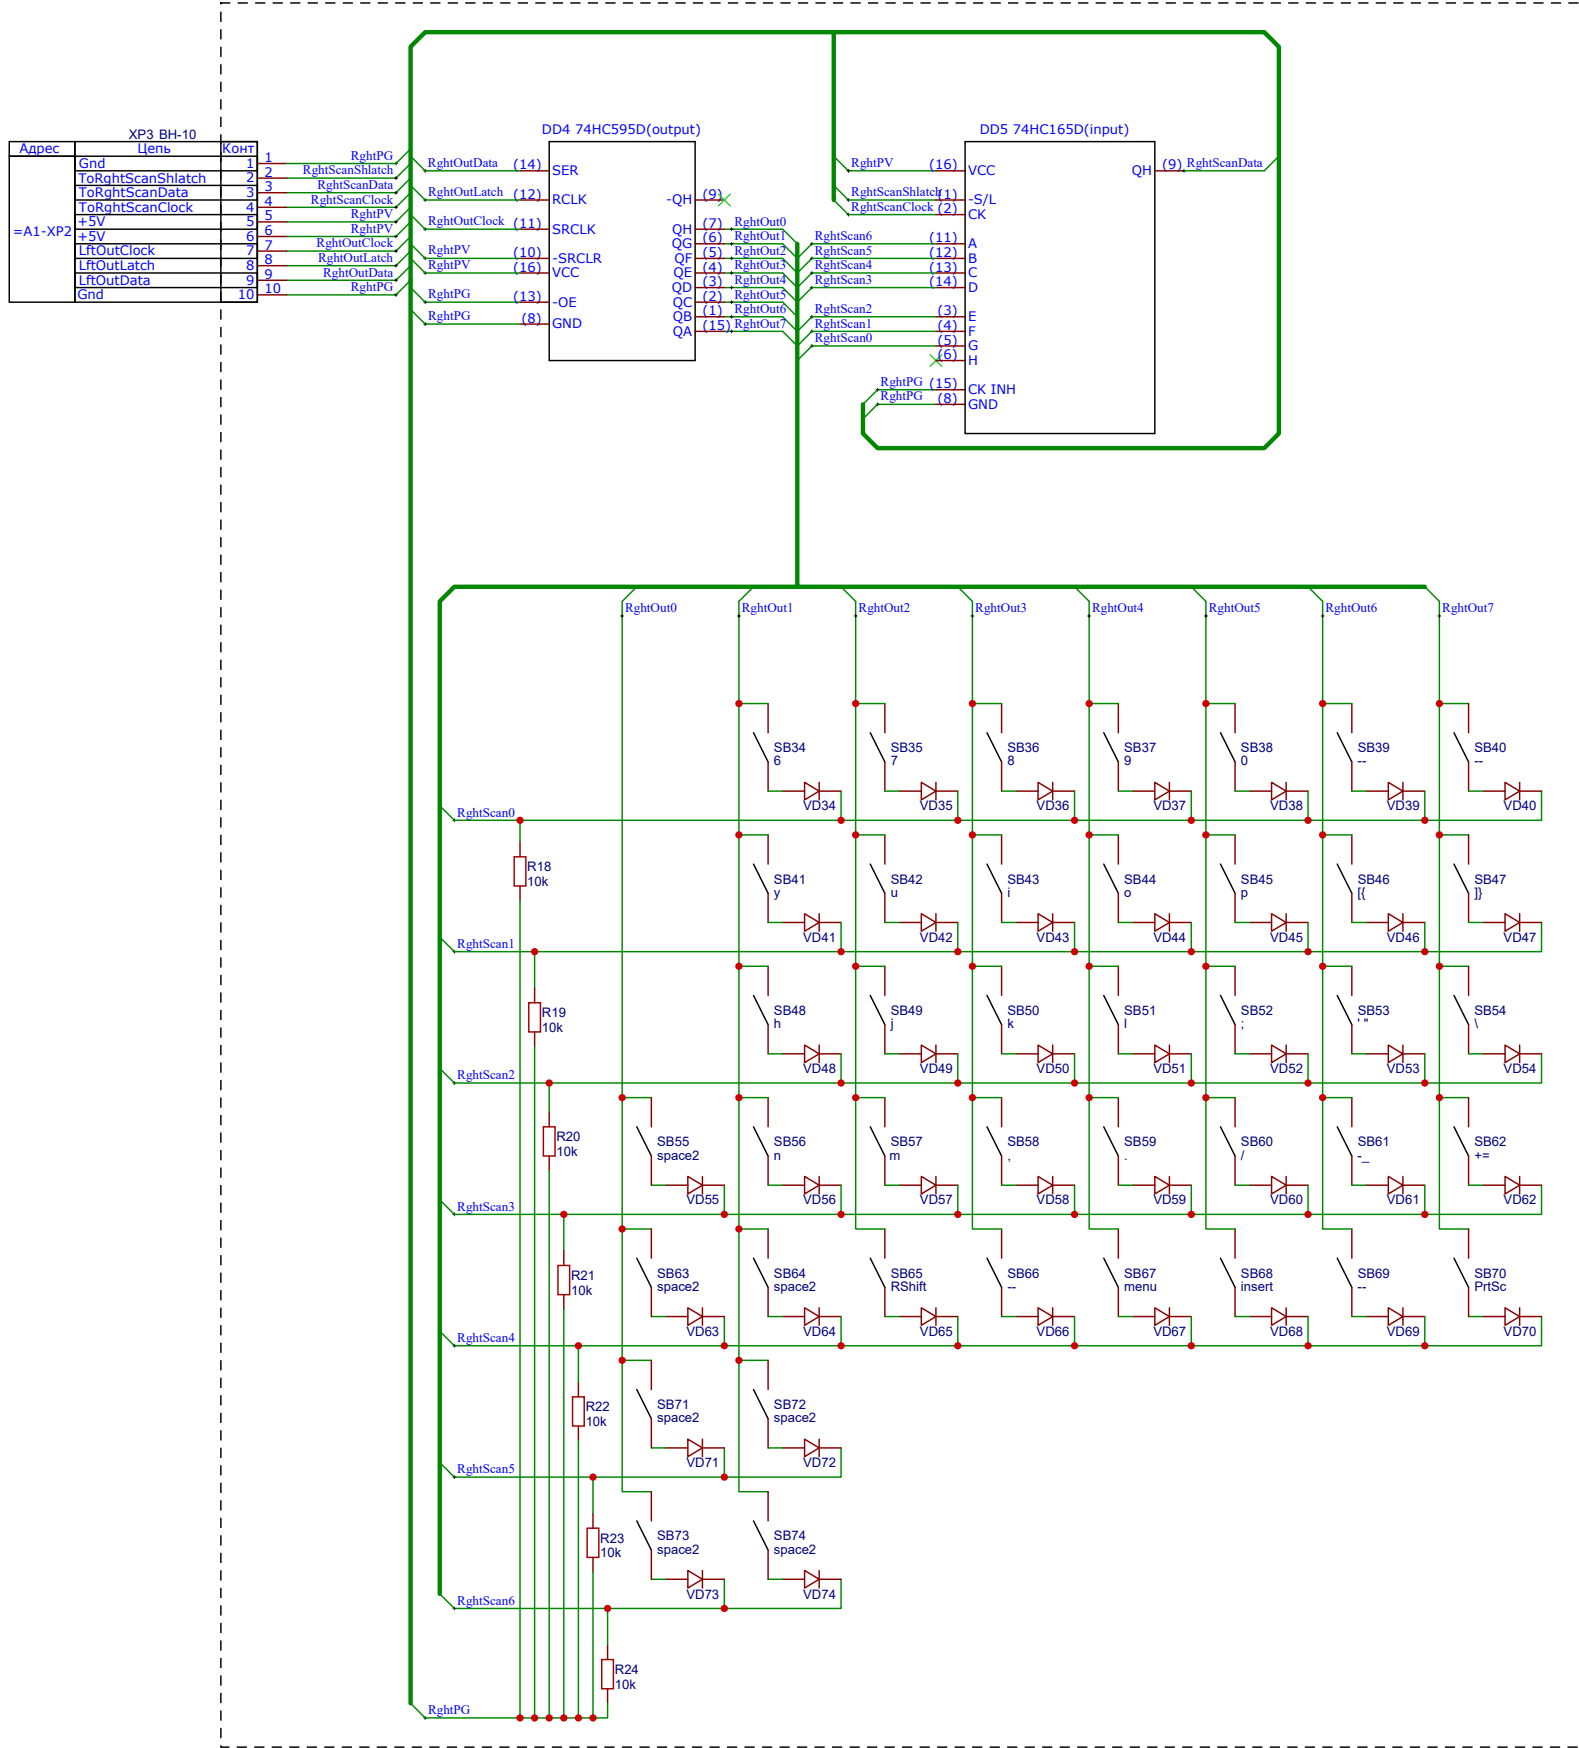 XP3 BH-10
Адрес Цепь Конт
=A1-XP2
Gnd 1
ToRghtScanShlatch 2
ToRghtScanData 3
ToRghtScanClock 4
+5V 5
+5V 6
LftOutClock 7
LftOutLatch 8
LftOutData 9
Gnd 10
1 RghtPG
2 RghtScanShlatch
3 RghtScanData
4 RghtScanClock
5 RghtPV
6 RghtPV
7 RghtOutClock
8 RghtOutLatch
9 RghtOutData
10 RghtPG
DD4 74HC595D(output)
RghtOutData (14) SER
RghtOutLatch (12) RCLK
RghtOutClock (11) SRCLK
RghtPV (10) -SRCLR
RghtPV (16) VCC
RghtPG (13) -OE
RghtPG (8) GND
-QH (9)
QH (7) RghtOut0
QG (6) RghtOut1
QF (5) RghtOut2
QE (4) RghtOut3
QD (3) RghtOut4
QC (2) RghtOut5
QB (1) RghtOut6
QA (15) RghtOut7
DD5 74HC165D(input)
RghtPV (16) VCC
RghtScanShlatch (1) -S/L
RghtScanClock (2) CK
RghtScan6 (11) A
RghtScan5 (12) B
RghtScan4 (13) C
RghtScan3 (14) D
RghtScan2 (3) E
RghtScan1 (4) F
RghtScan0 (5) G
(6) H
RghtPG (15) CK INH
RghtPG (8) GND
QH (9) RghtScanData
RghtOut0 RghtOut1 RghtOut2 RghtOut3 RghtOut4 RghtOut5 RghtOut6 RghtOut7
SB34 SB35 SB36 SB37 SB38 SB39 SB40
6 7 8 9 0 -- --
VD34 VD35 VD36 VD37 VD38 VD39 VD40
RghtScan0
R18
10k
SB41 SB42 SB43 SB44 SB45 SB46 SB47
y u i o p [{ ]}
VD41 VD42 VD43 VD44 VD45 VD46 VD47
RghtScan1
R19
10k
SB48 SB49 SB50 SB51 SB52 SB53 SB54
h j k l ; ' " \
VD48 VD49 VD50 VD51 VD52 VD53 VD54
RghtScan2
R20
10k
SB55 SB56 SB57 SB58 SB59 SB60 SB61 SB62
space2 n m , . / -_ +=
VD55 VD56 VD57 VD58 VD59 VD60 VD61 VD62
RghtScan3
R21
10k
SB63 SB64 SB65 SB66 SB67 SB68 SB69 SB70
space2 space2 RShift -- menu insert -- PrtSc
VD63 VD64 VD65 VD66 VD67 VD68 VD69 VD70
RghtScan4
R22
10k
SB71 SB72
space2 space2
VD71 VD72
RghtScan5
R23
10k
SB73 SB74
space2 space2
VD73 VD74
RghtScan6
R24
10k
RghtPG